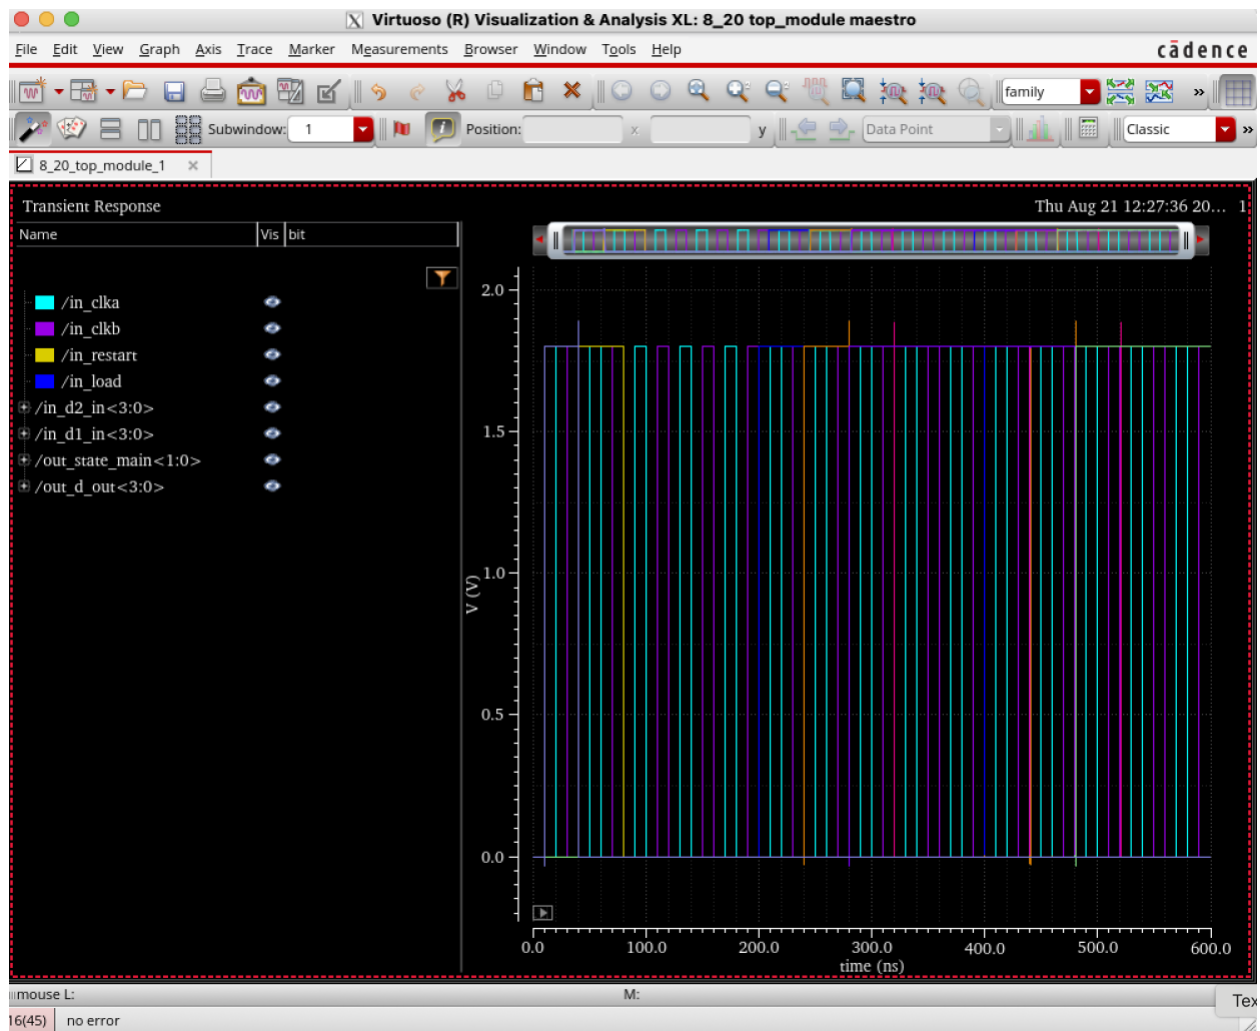 Virtuoso (R) Visualization & Analysis XL: 8_20 top_module maestro
File Edit View Graph Axis Trace Marker Measurements Browser Window Tools Help
cādence
family
»
Subwindow: 1
Position: x y Data Point Classic »
8_20_top_module_1 ×
Transient Response
Thu Aug 21 12:27:36 20... 1
Name Vis bit
/in_clka
/in_clkb
/in_restart
/in_load
/in_d2_in<3:0>
/in_d1_in<3:0>
/out_state_main<1:0>
/out_d_out<3:0>
2.0
1.5
1.0
0.5
0.0
V (V)
0.0 100.0 200.0 300.0 400.0 500.0 600.0
time (ns)
mouse L: M:
Tex
16(45) no error